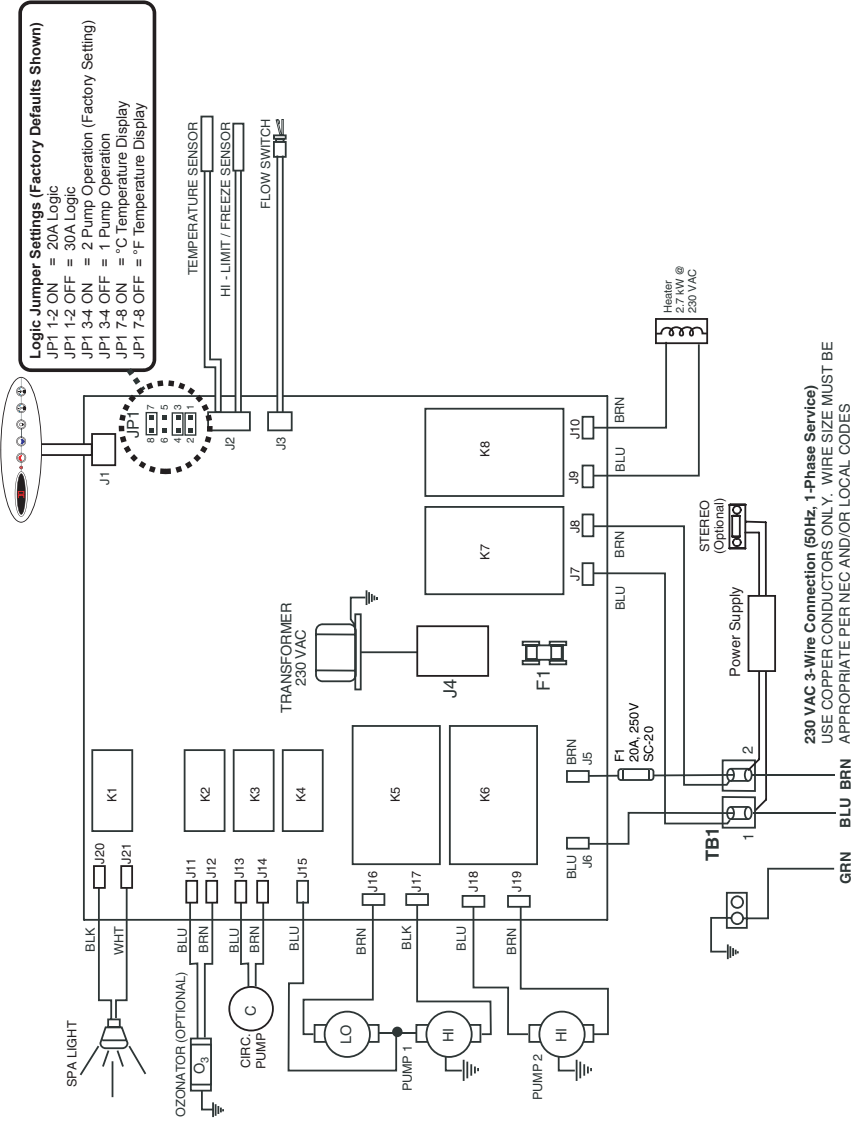 Logic Jumper Settings (Factory Defaults Shown)
JP1 1-2 ON = 20A Logic
JP1 1-2 OFF = 30A Logic
JP1 3-4 ON = 2 Pump Operation (Factory Setting)
JP1 3-4 OFF = 1 Pump Operation
JP1 7-8 ON = °C Temperature Display
JP1 7-8 OFF = °F Temperature Display
JP1
8 7
6 5
4 3
2 1
J1
J2
J3
TEMPERATURE SENSOR
HI - LIMIT / FREEZE SENSOR
FLOW SWITCH
TRANSFORMER
230 VAC
J4
F1
K1
K2
K3
K4
K5
K6
K7
K8
J20
J21
J11
J12
J13
J14
J15
J16
J17
J18
J19
BLK
WHT
BLU
BRN
BLU
BRN
BLU
BRN
BLK
BLU
BRN
SPA LIGHT
OZONATOR (OPTIONAL)
O3
CIRC.
PUMP
C
LO
HI
PUMP 1
HI
PUMP 2
BLU
J6
BRN
J5
J7
BLU
J8
BRN
J9
BLU
J10
BRN
Heater
2.7 kW @
230 VAC
STEREO
(Optional)
Power Supply
F1
20A, 250V
SC-20
TB1
1
2
GRN
BLU
BRN
230 VAC 3-Wire Connection (50Hz, 1-Phase Service)
USE COPPER CONDUCTORS ONLY. WIRE SIZE MUST BE
APPROPRIATE PER NEC AND/OR LOCAL CODES